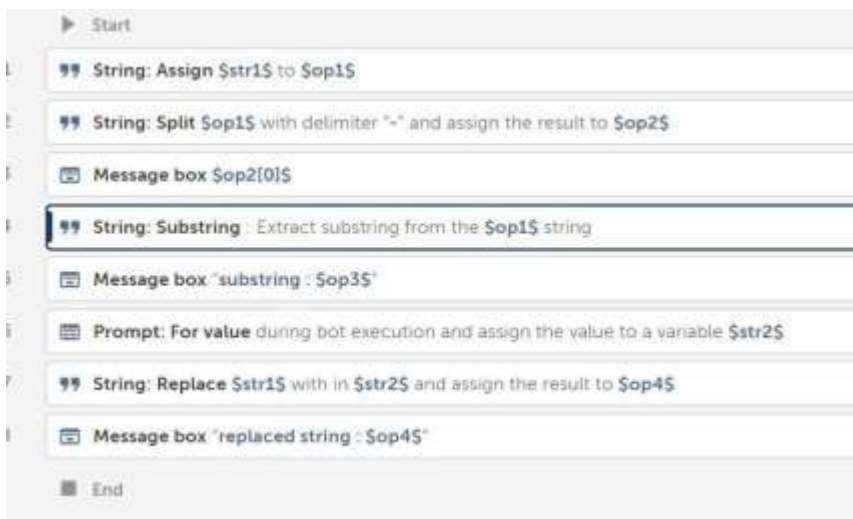 Start
String: Assign $str1$ to $op1$
String: Split $op1$ with delimiter "-" and assign the result to $op2$
Message box $op2[0]$
String: Substring : Extract substring from the $op1$ string
Message box "substring : $op3$"
Prompt: For value during bot execution and assign the value to a variable $str2$
String: Replace $str1$ with in $str2$ and assign the result to $op4$
Message box "replaced string : $op4$"
End